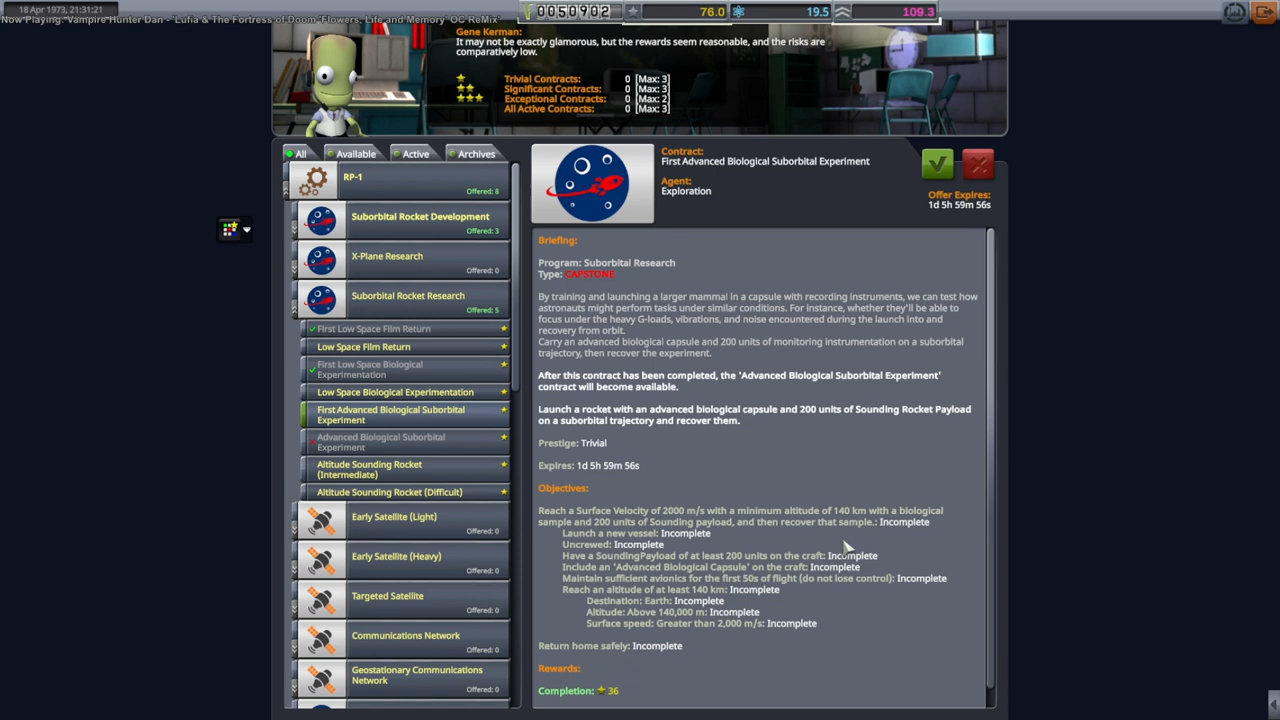 18 Apr 1973, 21:31:21
Now Playing: Vampire Hunter Dan - 'Lufia & The Fortress of Doom 'Flowers, Life and Memory' OC ReMix'
0050902
76.0
19.5
109.3
Gene Kerman:
It may not be exactly glamorous, but the rewards seem reasonable, and the risks are
comparatively low.
Trivial Contracts: 0 [Max: 3]
Significant Contracts: 0 [Max: 3]
Exceptional Contracts: 0 [Max: 2]
All Active Contracts: 0 [Max: 3]
All
Available
Active
Archives
RP-1
Offered: 8
Suborbital Rocket Development
Offered: 3
X-Plane Research
Offered: 0
Suborbital Rocket Research
Offered: 5
First Low Space Film Return
Low Space Film Return
First Low Space Biological
Experimentation
Low Space Biological Experimentation
First Advanced Biological Suborbital
Experiment
Advanced Biological Suborbital
Experiment
Altitude Sounding Rocket
(Intermediate)
Altitude Sounding Rocket (Difficult)
Early Satellite (Light)
Offered: 0
Early Satellite (Heavy)
Offered: 0
Targeted Satellite
Offered: 0
Communications Network
Offered: 0
Geostationary Communications
Network
Offered: 0
Contract:
First Advanced Biological Suborbital Experiment
Agent:
Exploration
Offer Expires:
1d 5h 59m 56s
Briefing:
Program: Suborbital Research
Type: CAPSTONE
By training and launching a larger mammal in a capsule with recording instruments, we can test how
astronauts might perform tasks under similar conditions. For instance, whether they'll be able to
focus under the heavy G-loads, vibrations, and noise encountered during the launch into and
recovery from orbit.
Carry an advanced biological capsule and 200 units of monitoring instrumentation on a suborbital
trajectory, then recover the experiment.
After this contract has been completed, the 'Advanced Biological Suborbital Experiment'
contract will become available.
Launch a rocket with an advanced biological capsule and 200 units of Sounding Rocket Payload
on a suborbital trajectory and recover them.
Prestige: Trivial
Expires: 1d 5h 59m 56s
Objectives:
Reach a Surface Velocity of 2000 m/s with a minimum altitude of 140 km with a biological
sample and 200 units of Sounding payload, and then recover that sample.: Incomplete
Launch a new vessel: Incomplete
Uncrewed: Incomplete
Have a SoundingPayload of at least 200 units on the craft: Incomplete
Include an 'Advanced Biological Capsule' on the craft: Incomplete
Maintain sufficient avionics for the first 50s of flight (do not lose control): Incomplete
Reach an altitude of at least 140 km: Incomplete
Destination: Earth: Incomplete
Altitude: Above 140,000 m: Incomplete
Surface speed: Greater than 2,000 m/s: Incomplete
Return home safely: Incomplete
Rewards:
Completion: 36